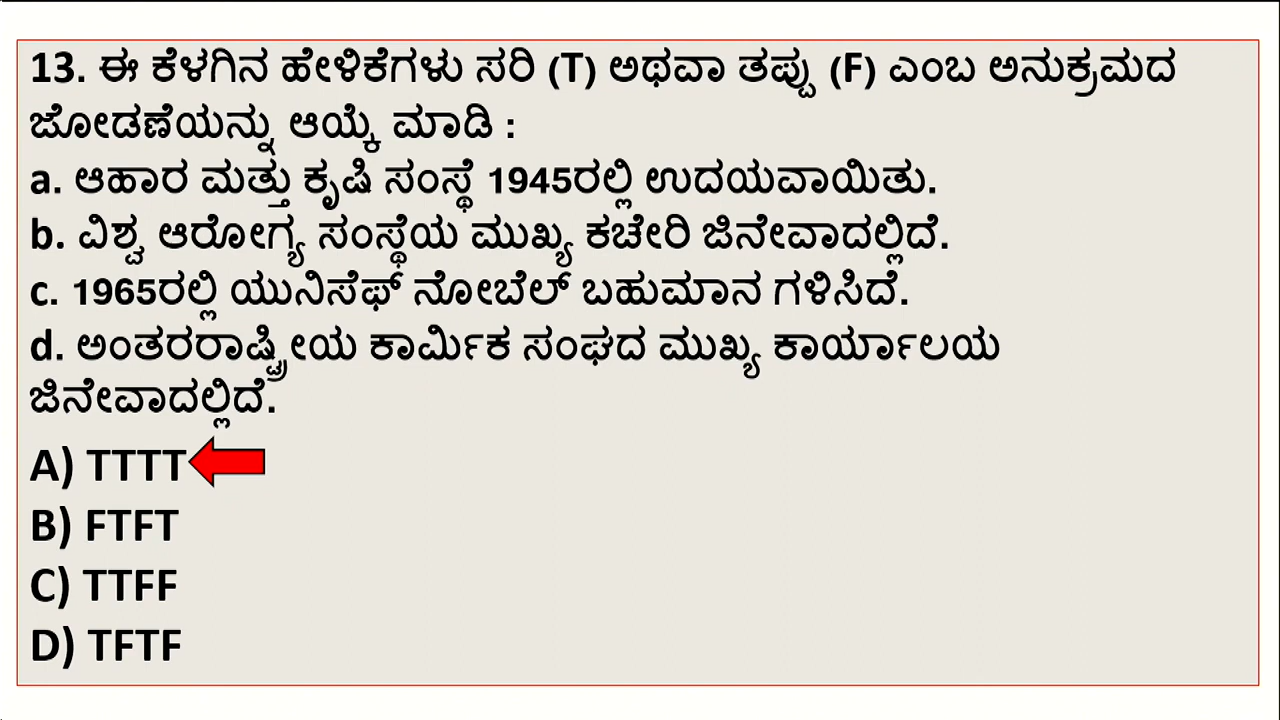 13. ಈ ಕೆಳಗಿನ ಹೇಳಿಕೆಗಳು ಸರಿ (T) ಅಥವಾ ತಪ್ಪು (F) ಎಂಬ ಅನುಕ್ರಮದ
ಜೋಡಣೆಯನ್ನು ಆಯ್ಕೆ ಮಾಡಿ :
a. ಆಹಾರ ಮತ್ತು ಕೃಷಿ ಸಂಸ್ಥೆ 1945ರಲ್ಲಿ ಉದಯವಾಯಿತು.
b. ವಿಶ್ವ ಆರೋಗ್ಯ ಸಂಸ್ಥೆಯ ಮುಖ್ಯ ಕಚೇರಿ ಜಿನೇವಾದಲ್ಲಿದೆ.
c. 1965ರಲ್ಲಿ ಯುನಿಸೆಫ್ ನೋಬೆಲ್ ಬಹುಮಾನ ಗಳಿಸಿದೆ.
d. ಅಂತರರಾಷ್ಟ್ರೀಯ ಕಾರ್ಮಿಕ ಸಂಘದ ಮುಖ್ಯ ಕಾರ್ಯಾಲಯ
ಜಿನೇವಾದಲ್ಲಿದೆ.
A) TTTT
B) FTFT
C) TTFF
D) TFTF